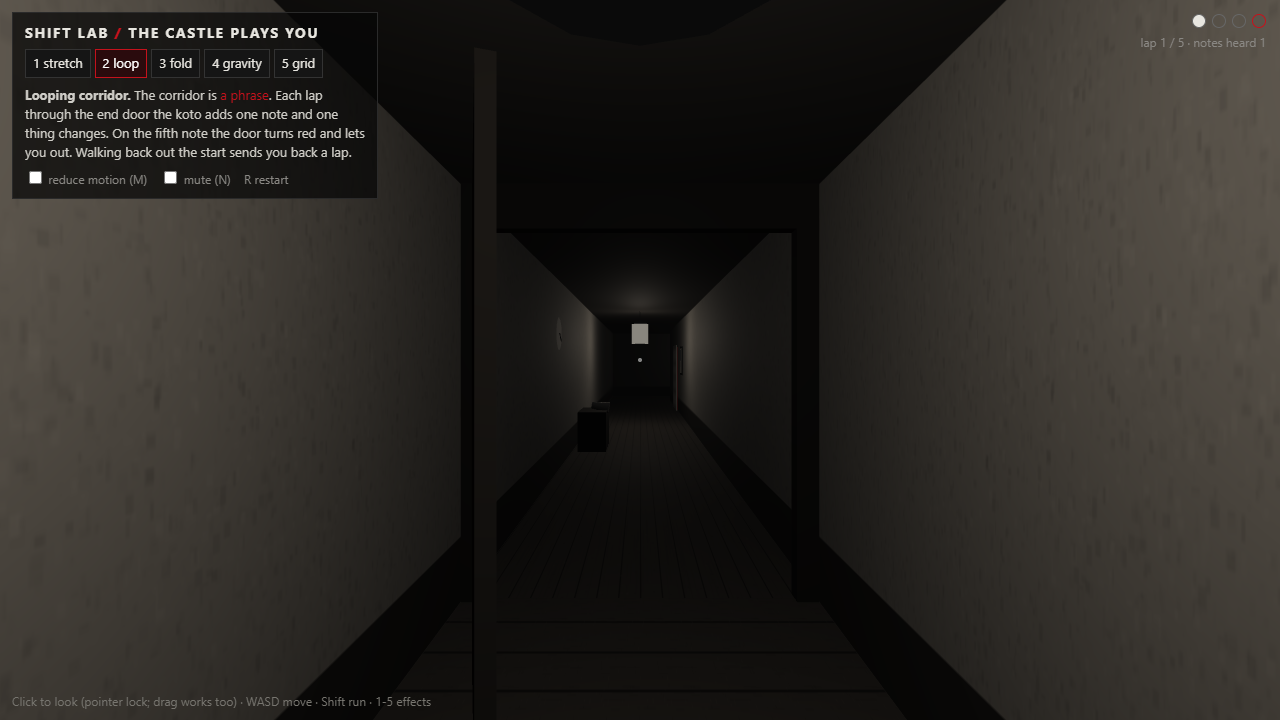 SHIFT LAB / THE CASTLE PLAYS YOU
1 stretch 2 loop 3 fold 4 gravity 5 grid
Looping corridor. The corridor is a phrase. Each lap
through the end door the koto adds one note and one
thing changes. On the fifth note the door turns red and lets
you out. Walking back out the start sends you back a lap.
reduce motion (M) mute (N) R restart
lap 1 / 5 · notes heard 1
Click to look (pointer lock; drag works too) · WASD move · Shift run · 1-5 effects